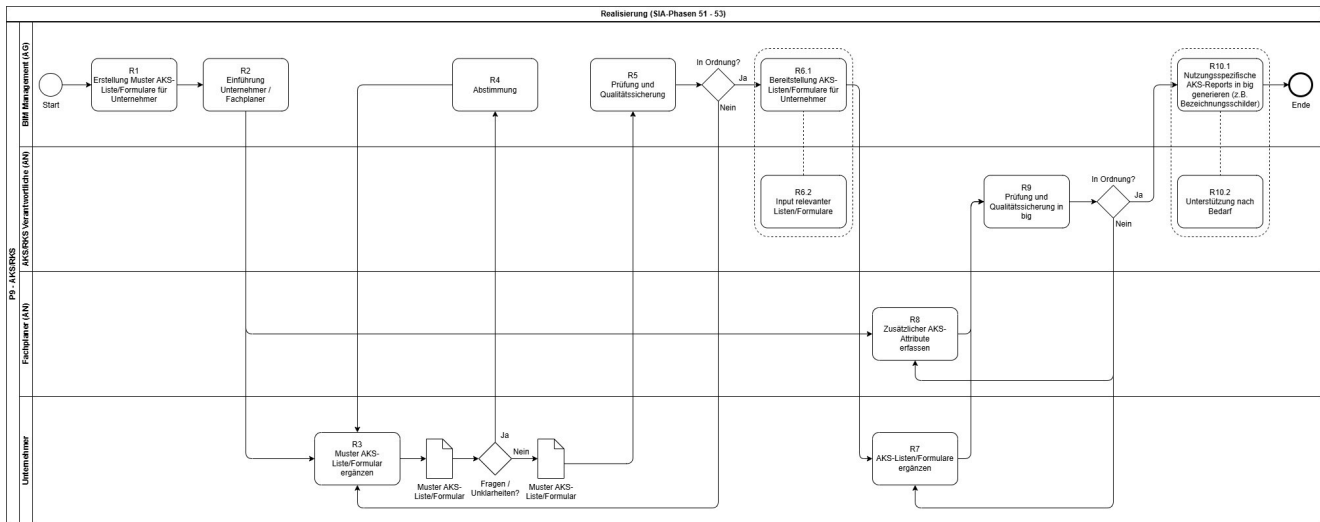 Realisierung (SIA-Phasen 51 - 53)
P9 - AKS/RKS
BIM Management (AG)
Start
R1
Erstellung Muster AKS-
Liste/Formulare für
Unternehmer
R2
Einführung
Unternehmer /
Fachplaner
R4
Abstimmung
R5
Prüfung und
Qualitätssicherung
In Ordnung?
Ja
Nein
R6.1
Bereitstellung AKS-
Listen/Formulare für
Unternehmer
R10.1
Nutzungsspezifische
AKS-Reports in big
generieren (z.B.
Bezeichnungsschilder)
Ende
AKS/RKS Verantwortliche (AN)
R6.2
Input relevanter
Listen/Formulare
R9
Prüfung und
Qualitätssicherung in
big
In Ordnung?
Ja
Nein
R10.2
Unterstützung nach
Bedarf
Fachplaner (AN)
R8
Zusätzlicher AKS-
Attribute
erfassen
Unternehmer
R3
Muster AKS-
Liste/Formular
ergänzen
Muster AKS-
Liste/Formular
Ja
Nein
Fragen /
Unklarheiten?
Muster AKS-
Liste/Formular
R7
AKS-Listen/Formulare
ergänzen